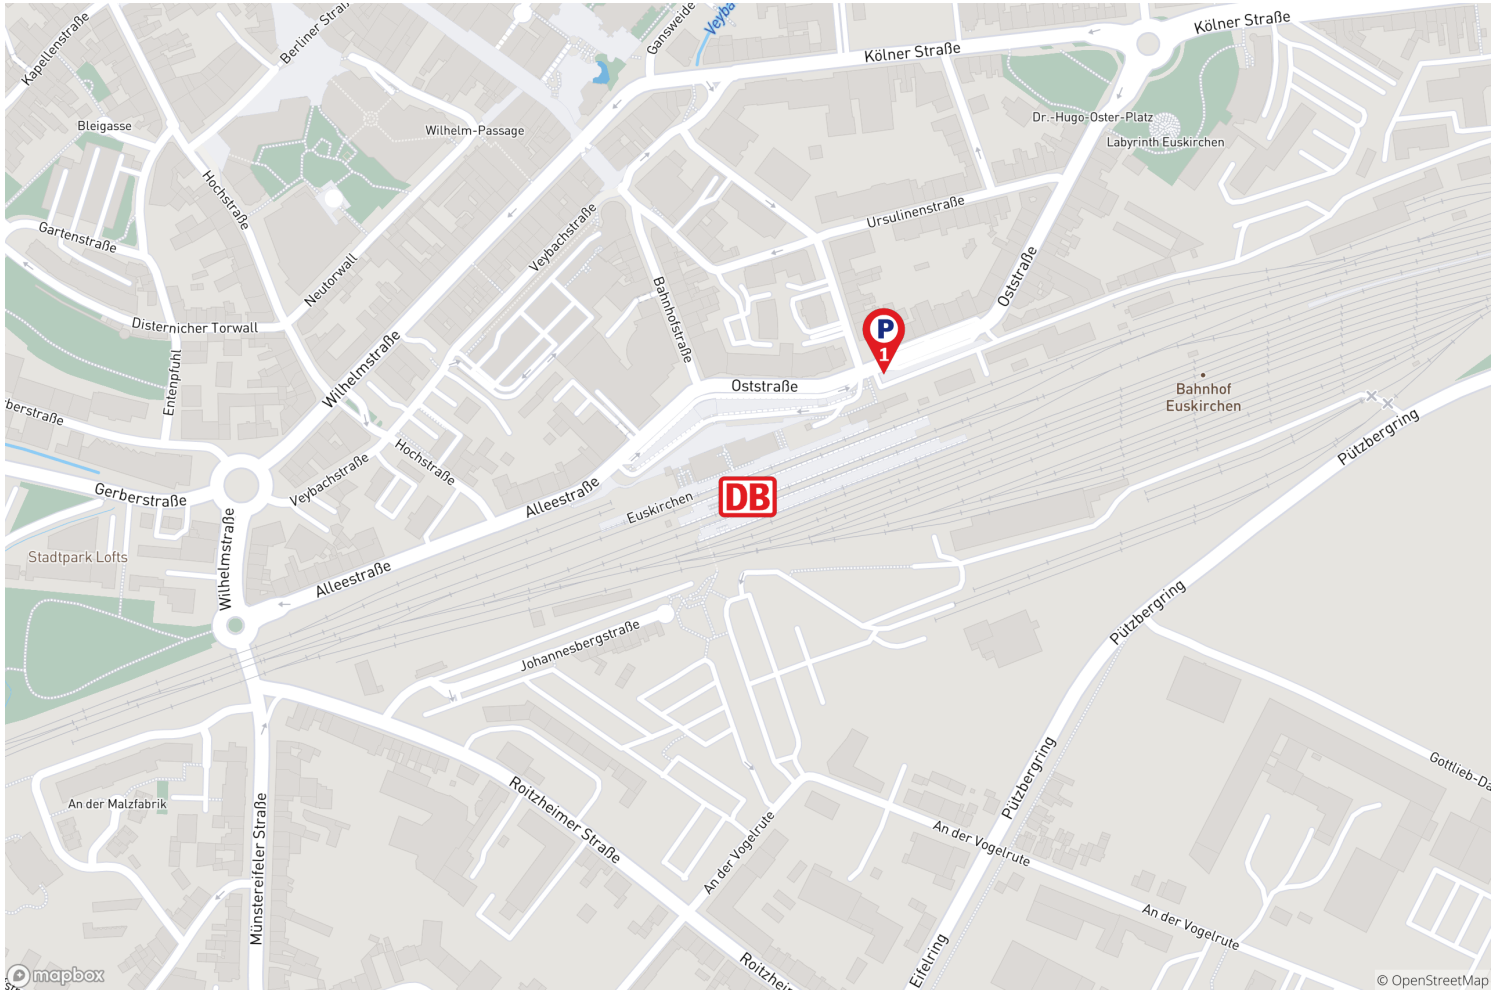 Kapellenstraße
Berliner Straß
Gansweide
Veyba
Kölner Straße
Kölner Straße
Bleigasse
Wilhelm-Passage
Dr.-Hugo-Oster-Platz
Labyrinth Euskirchen
Hochstraße
Gartenstraße
Neutorwall
Veybachstraße
Ursulinenstraße
Oststraße
Bahnhofstraße
Disternicher Torwall
Entenpfuhl
Wilhelmstraße
P
1
Oststraße
Bahnhof
Euskirchen
erberstraße
Hochstraße
Veybachstraße
Gerberstraße
Alleestraße
Euskirchen
DB
Pützbergring
Stadtpark Lofts
Wilhelmstraße
Alleestraße
Johannesbergstraße
Pützbergring
Pützbergring
Gottlieb-Da
An der Malzfabrik
Münstereifeler Straße
Roitzheimer Straße
An der Vogelrute
An der Vogelrute
An der Vogelrute
Eifelring
Roitzheim
mapbox
© OpenStreetMap